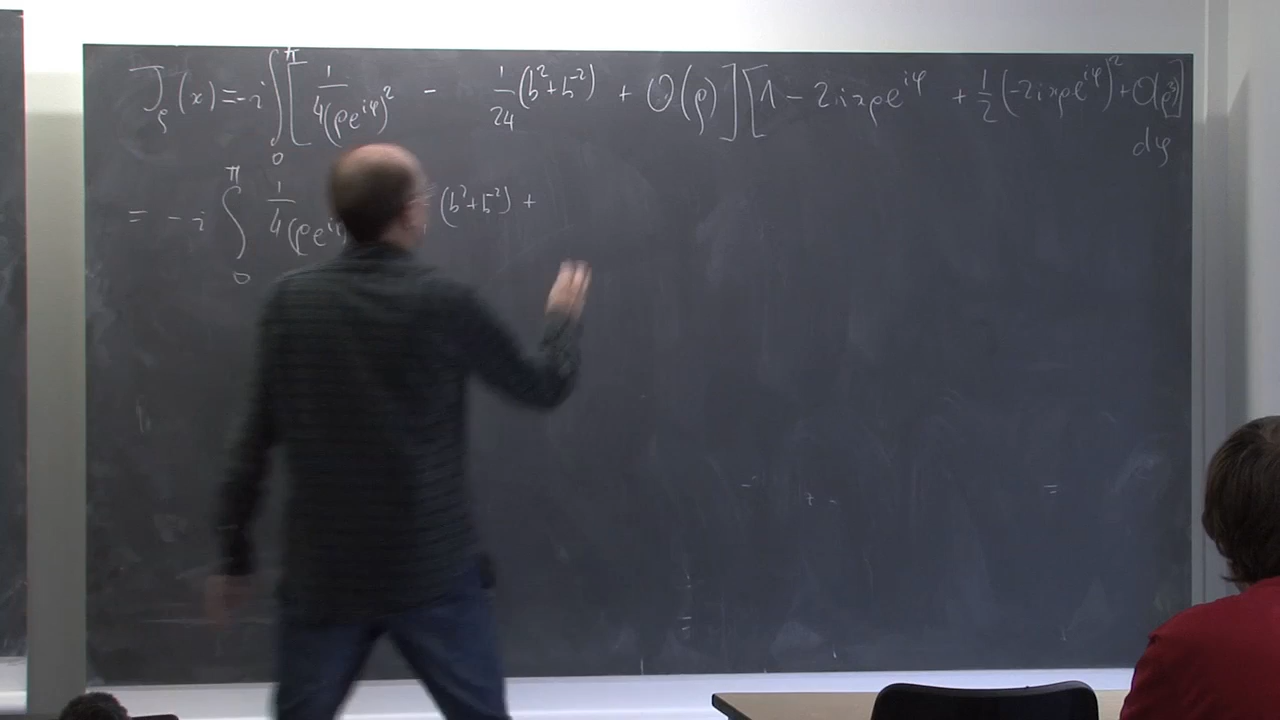 J_ρ(x) = -i ∫_0^π [ 1/(4(ρe^{iφ})^2) - 1/24 (b^2+b^{-2}) + O(ρ) ] [ 1 - 2ixρe^{iφ} + 1/2 (-2ixρe^{iφ})^2 + O(ρ^3) ]
dφ
= -i ∫_0^π 1/4(ρe^i (b^2+b^{-2}) +